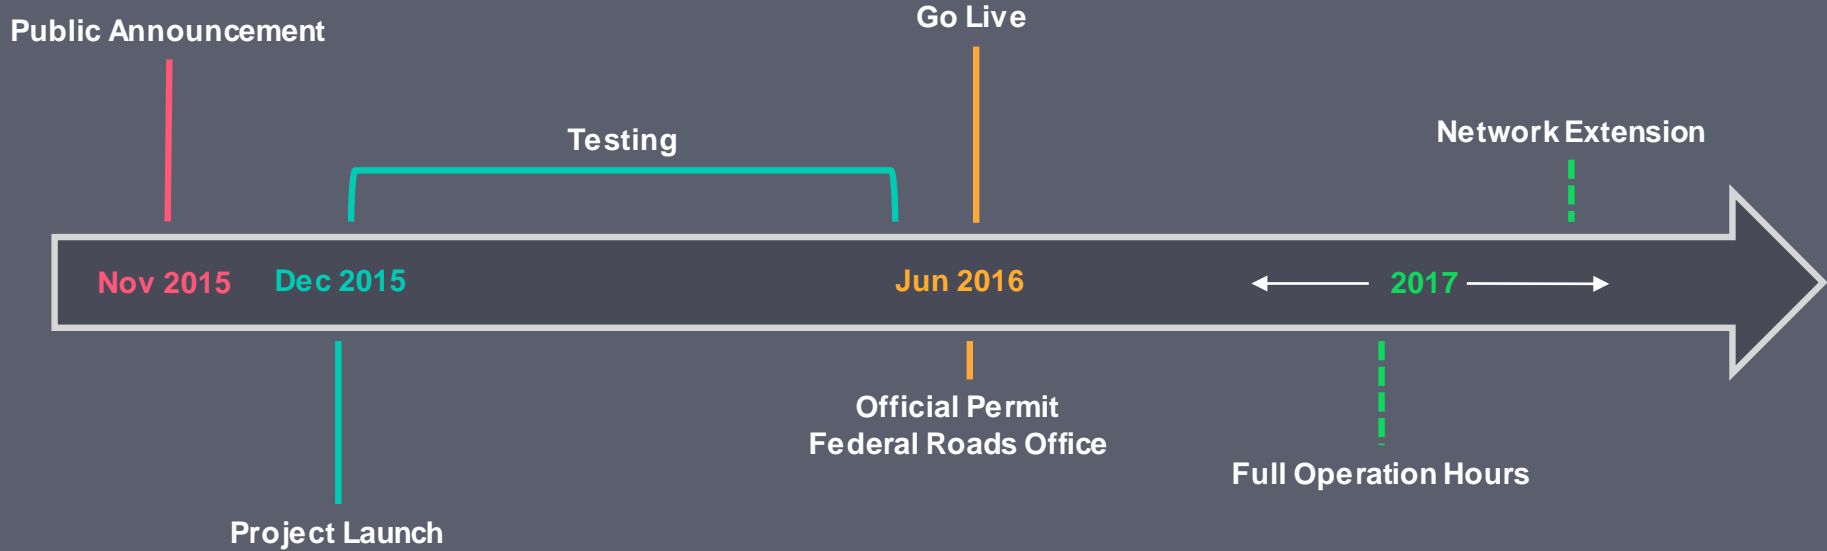 Public Announcement
Go Live
Testing
Network Extension
Nov 2015
Dec 2015
Jun 2016
2017
Official Permit
Federal Roads Office
Full Operation Hours
Project Launch